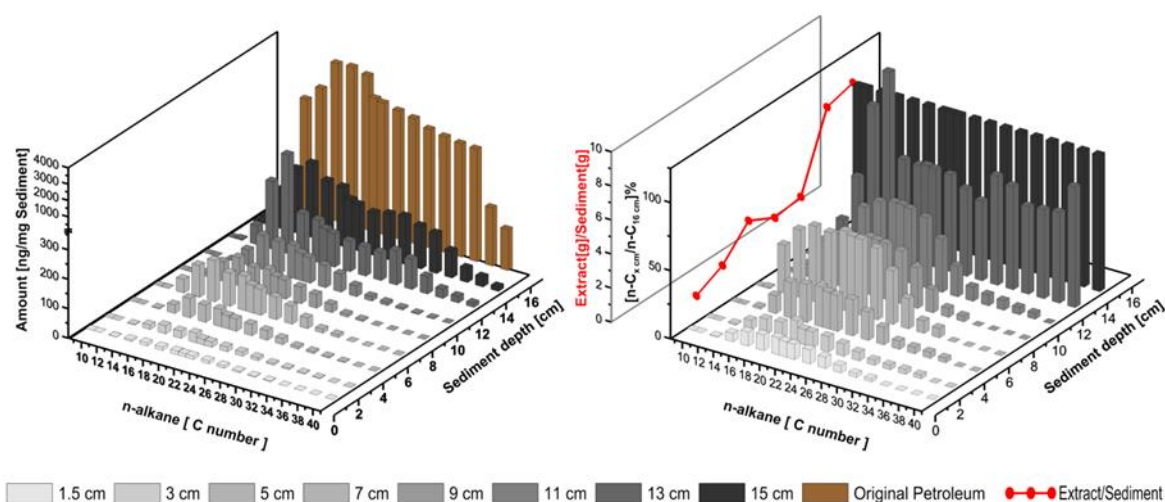 Amount [ng/mg Sediment]
4000
3000
2000
1000
300
200
100
0
10 12 14 16 18 20 22 24 26 28 30 32 34 36 38 40
n-alkane [ C number ]
0 2 4 6 8 10 12 14 16
Sediment depth [cm]
Extract[g]/Sediment[g]
10
8
6
4
2
0
[n-Cx cm/n-C16 cm]%
100
50
0
10 12 14 16 18 20 22 24 26 28 30 32 34 36 38 40
n-alkane [ C number ]
0 2 4 6 8 10 12 14 16
Sediment depth [cm]
1.5 cm 3 cm 5 cm 7 cm 9 cm 11 cm 13 cm 15 cm Original Petroleum Extract/Sediment